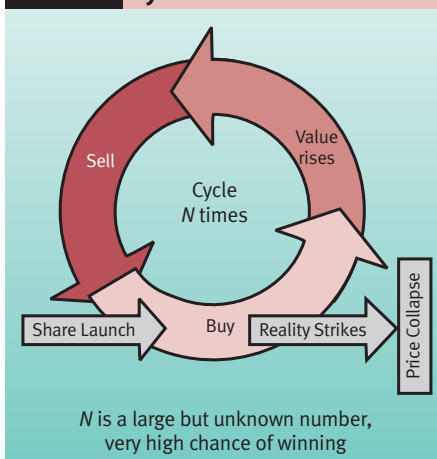 Sell
Value
rises
Cycle
N times
Share Launch
Buy
Reality Strikes
Price Collapse
N is a large but unknown number,
very high chance of winning